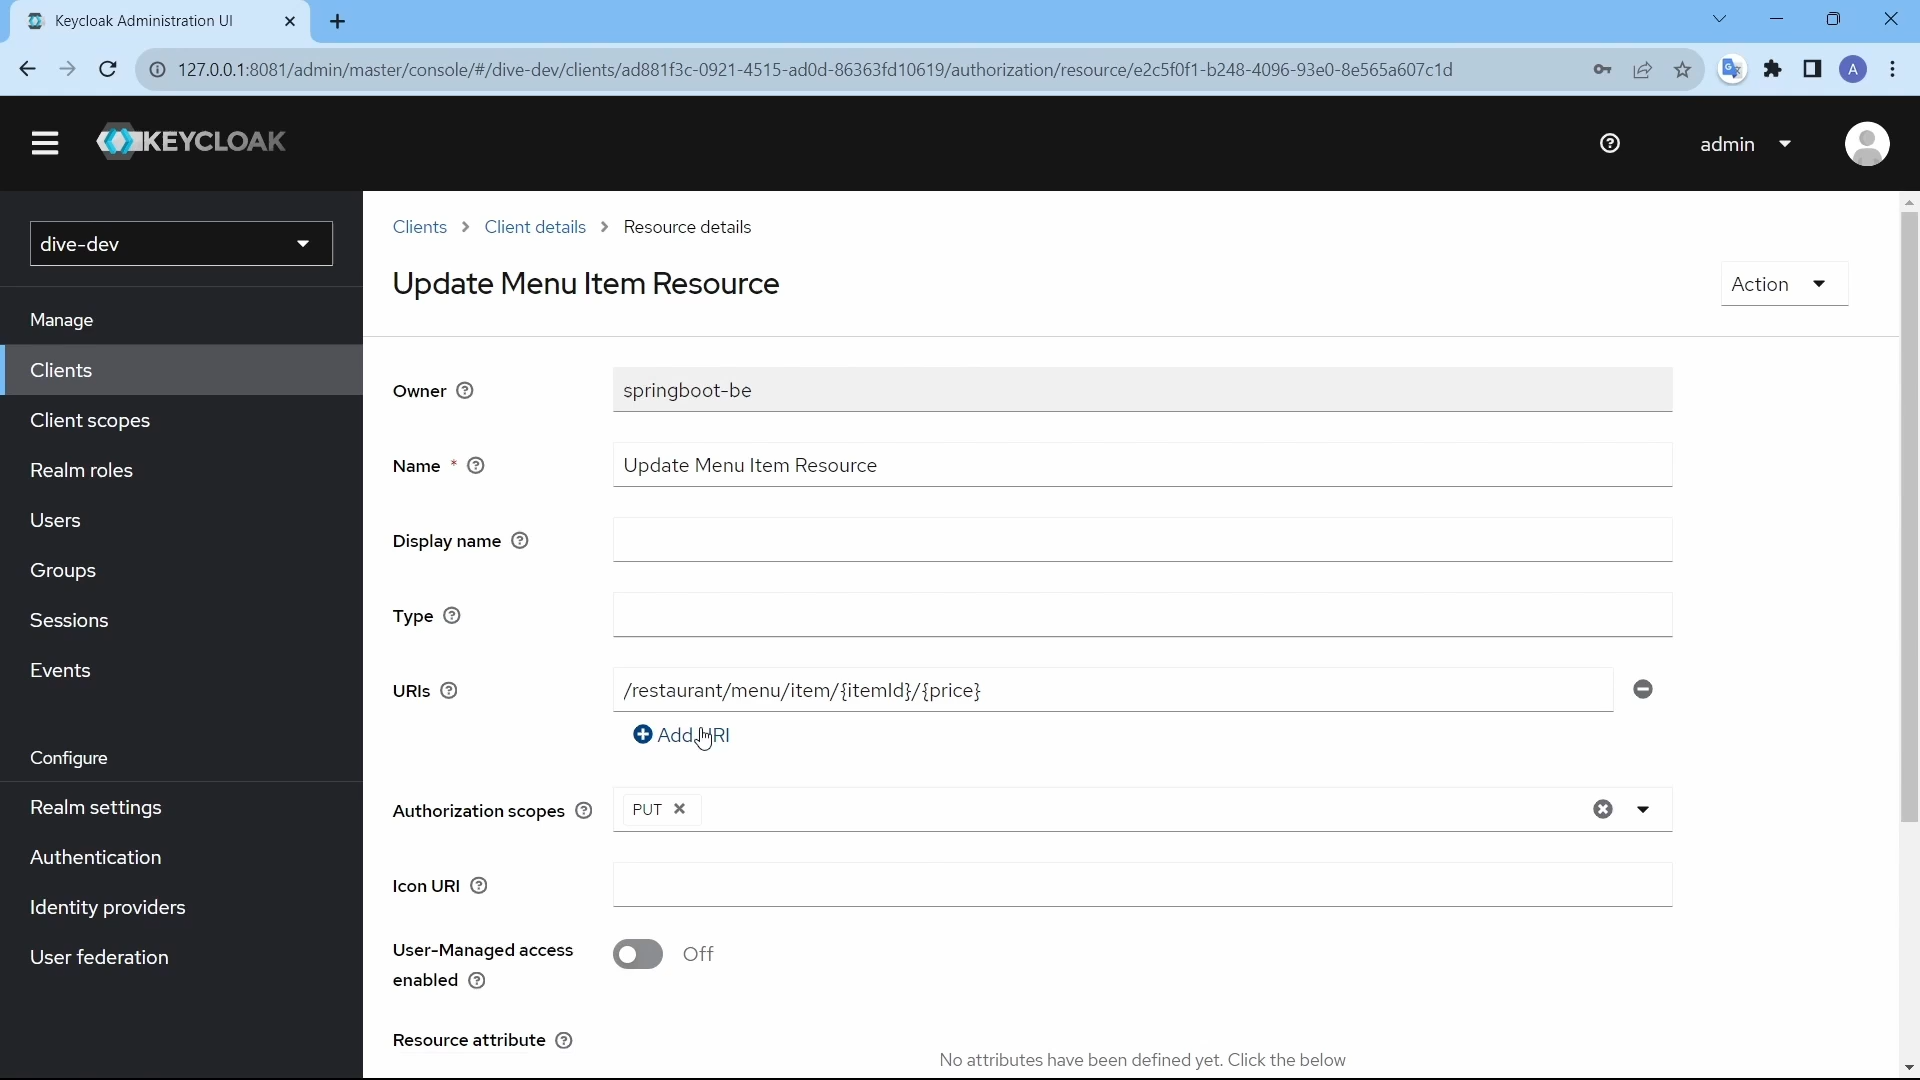 Keycloak Administration UI
127.0.0.1:8081/admin/master/console/#/dive-dev/clients/ad881f3c-0921-4515-ad0d-86363fd10619/authorization/resource/e2c5f0f1-b248-4096-93e0-8e565a607c1d
A
KEYCLOAK
admin
dive-dev
Manage
Clients
Client scopes
Realm roles
Users
Groups
Sessions
Events
Configure
Realm settings
Authentication
Identity providers
User federation
Clients > Client details > Resource details
Update Menu Item Resource
Action
Owner
springboot-be
Name *
Update Menu Item Resource
Display name
Type
URIs
/restaurant/menu/item/{itemId}/{price}
Add URI
Authorization scopes
PUT
Icon URI
User-Managed access
enabled
Off
Resource attribute
No attributes have been defined yet. Click the below